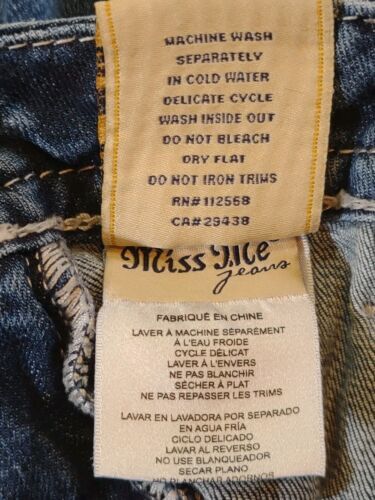 MACHINE WASH
SEPARATELY
IN COLD WATER
DELICATE CYCLE
WASH INSIDE OUT
DO NOT BLEACH
DRY FLAT
DO NOT IRON TRIMS
RN# 112568
CA#29438
Miss Me
jeans
FABRIQUÉ EN CHINE
LAVER À MACHINE SÉPARÉMENT
À L'EAU FROIDE
CYCLE DÉLICAT
LAVER À L'ENVERS
NE PAS BLANCHIR
SÉCHER À PLAT
NE PAS REPASSER LES TRIMS
LAVAR EN LAVADORA POR SEPARADO
EN AGUA FRÍA
CICLO DELICADO
LAVAR AL REVERSO
NO USE BLANQUEADOR
SECAR PLANO
NO PLANCHAR ADORNOS